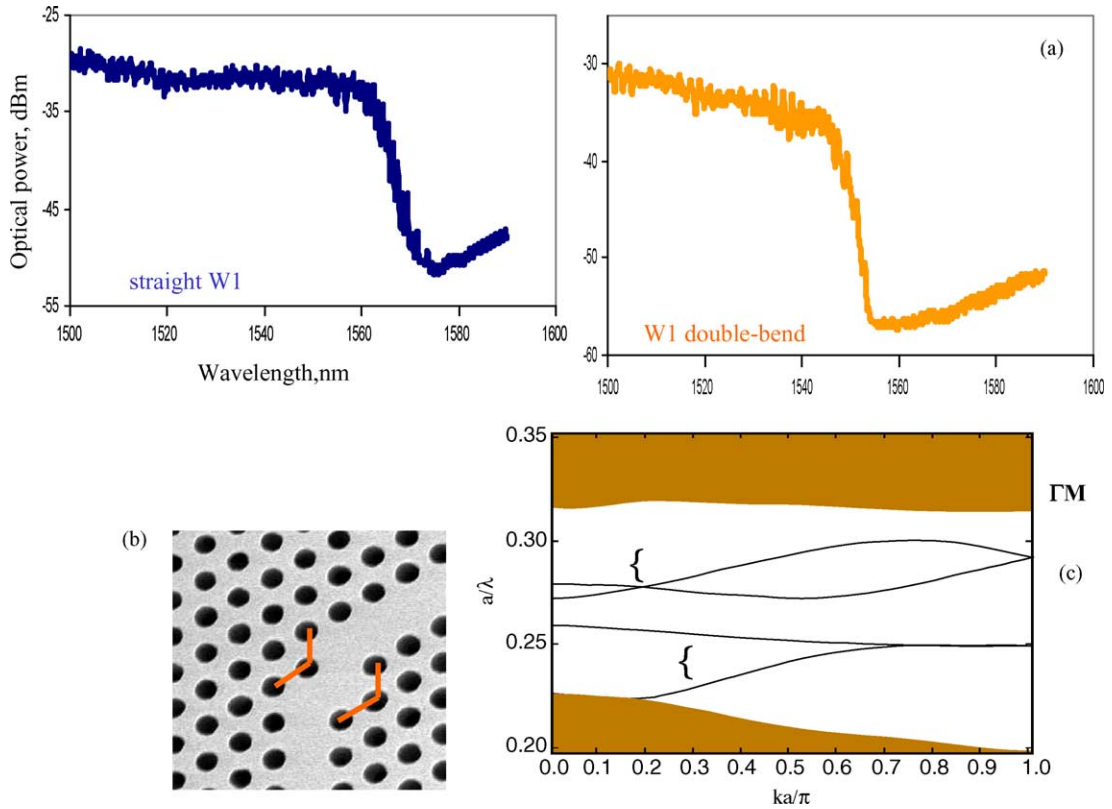 -25
-35
-45
-55
Optical power, dBm
straight W1
1500
1520
1540
1560
1580
1600
Wavelength,nm
(a)
-30
-40
-50
-60
W1 double-bend
1500
1520
1540
1560
1580
1600
(b)
0.35
0.30
0.25
0.20
a/λ
{
{
ΓM
(c)
0.0 0.1 0.2 0.3 0.4 0.5 0.6 0.7 0.8 0.9 1.0
ka/π